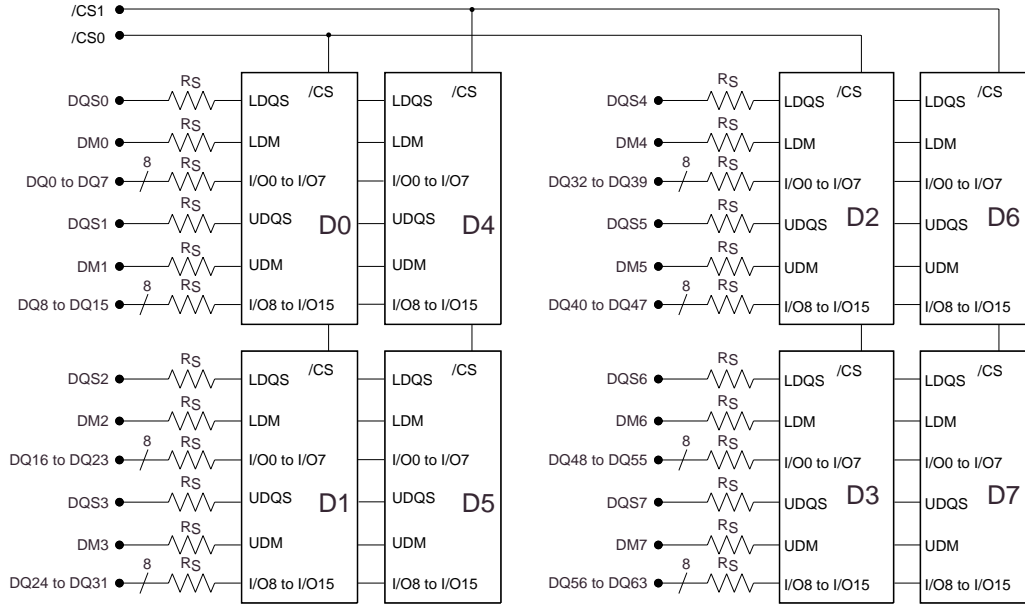 /CS1
/CS0
RS /CS /CS RS /CS /CS
DQS0 LDQS LDQS DQS4 LDQS LDQS
RS RS
DM0 LDM LDM DM4 LDM LDM
8 RS 8 RS
DQ0 to DQ7 I/O0 to I/O7 I/O0 to I/O7 DQ32 to DQ39 I/O0 to I/O7 I/O0 to I/O7
RS RS
DQS1 UDQS D0 UDQS D4 DQS5 UDQS D2 UDQS D6
RS RS
DM1 UDM UDM DM5 UDM UDM
8 RS 8 RS
DQ8 to DQ15 I/O8 to I/O15 I/O8 to I/O15 DQ40 to DQ47 I/O8 to I/O15 I/O8 to I/O15
RS /CS /CS RS /CS /CS
DQS2 LDQS LDQS DQS6 LDQS LDQS
RS RS
DM2 LDM LDM DM6 LDM LDM
8 RS 8 RS
DQ16 to DQ23 I/O0 to I/O7 I/O0 to I/O7 DQ48 to DQ55 I/O0 to I/O7 I/O0 to I/O7
RS RS
DQS3 UDQS D1 UDQS D5 DQS7 UDQS D3 UDQS D7
RS RS
DM3 UDM UDM DM7 UDM UDM
8 RS 8 RS
DQ24 to DQ31 I/O8 to I/O15 I/O8 to I/O15 DQ56 to DQ63 I/O8 to I/O15 I/O8 to I/O15